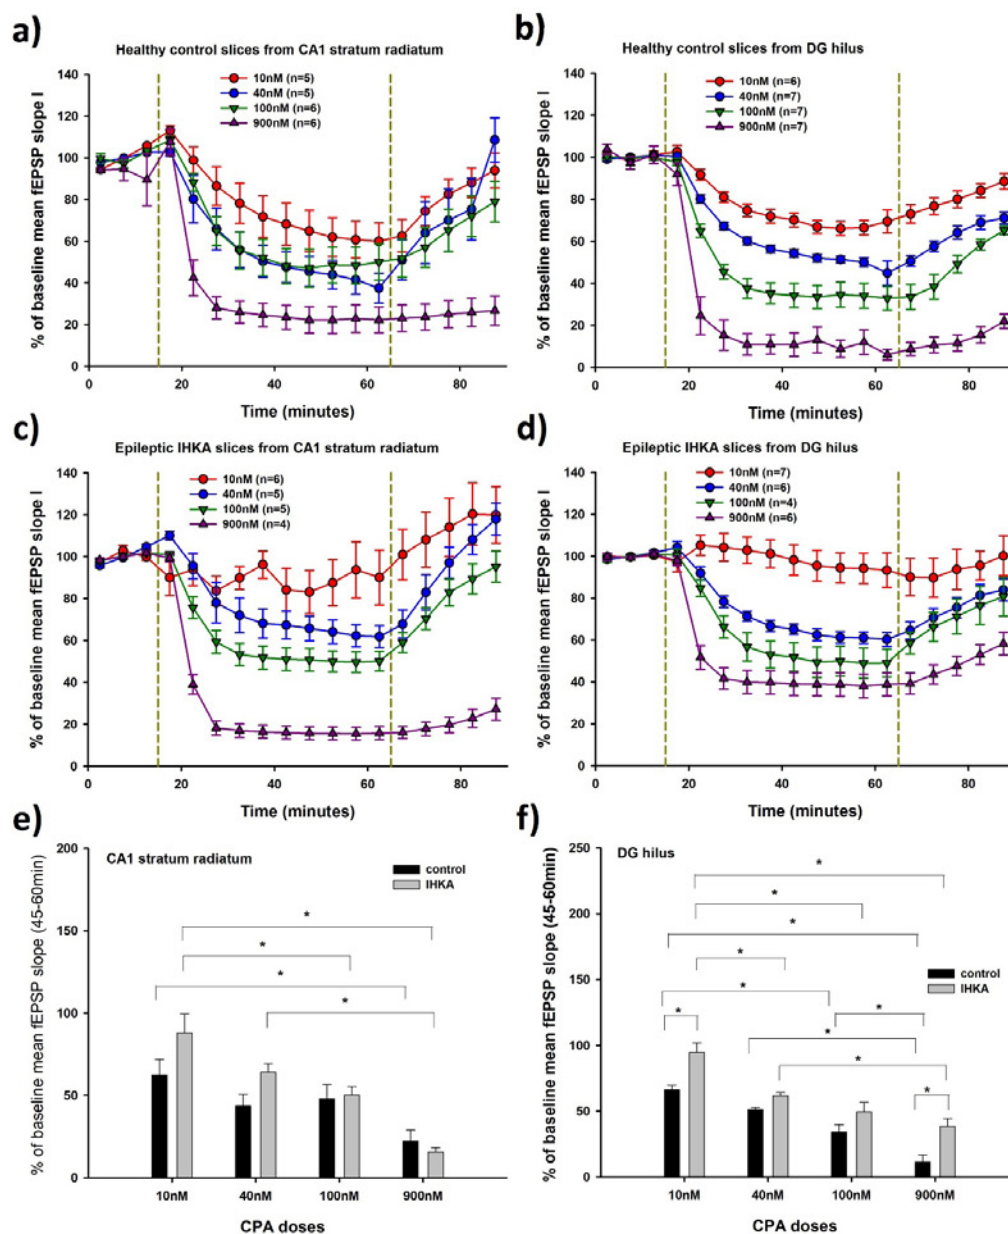 a)
Healthy control slices from CA1 stratum radiatum
% of baseline mean fEPSP slope I
140
120
100
80
60
40
20
0
10nM (n=5)
40nM (n=5)
100nM (n=6)
900nM (n=6)
0 20 40 60 80
Time (minutes)
b)
Healthy control slices from DG hilus
% of baseline mean fEPSP slope I
140
120
100
80
60
40
20
0
10nM (n=6)
40nM (n=7)
100nM (n=7)
900nM (n=7)
0 20 40 60 80
Time (minutes)
c)
Epileptic IHKA slices from CA1 stratum radiatum
% of baseline mean fEPSP slope I
140
120
100
80
60
40
20
0
10nM (n=6)
40nM (n=5)
100nM (n=5)
900nM (n=4)
0 20 40 60 80
Time (minutes)
d)
Epileptic IHKA slices from DG hilus
% of baseline mean fEPSP slope I
140
120
100
80
60
40
20
0
10nM (n=7)
40nM (n=6)
100nM (n=4)
900nM (n=6)
0 20 40 60 80
Time (minutes)
e)
CA1 stratum radiatum
% of baseline mean fEPSP slope (45-60min)
200
150
100
50
0
control
IHKA
*
*
*
*
10nM 40nM 100nM 900nM
CPA doses
f)
DG hilus
% of baseline mean fEPSP slope (45-60min)
250
200
150
100
50
0
control
IHKA
*
*
*
*
*
*
*
*
*
*
10nM 40nM 100nM 900nM
CPA doses